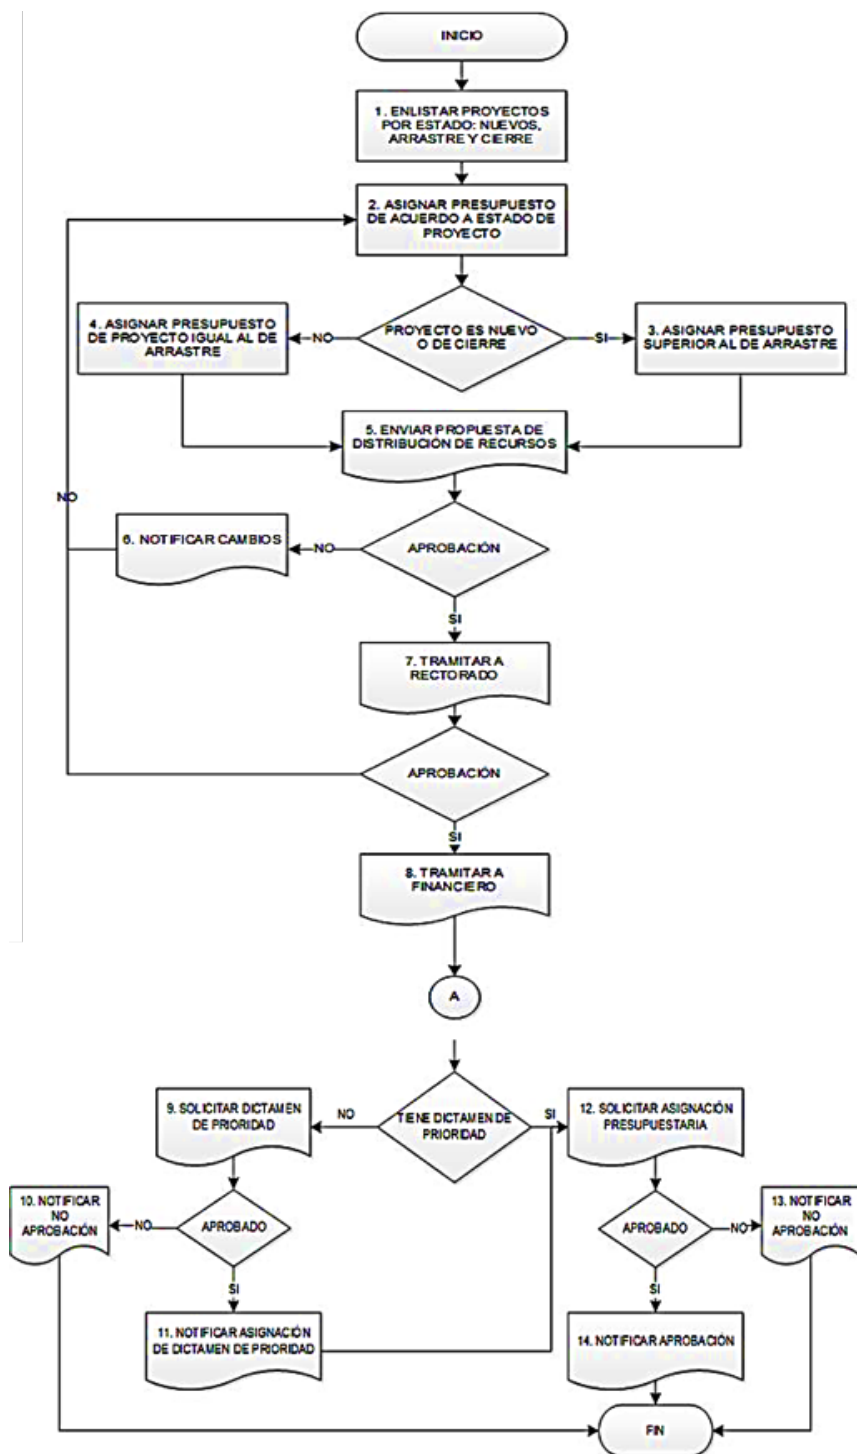 INICIO
1. ENLISTAR PROYECTOS
POR ESTADO: NUEVOS,
ARRASTRE Y CIERRE
2. ASIGNAR PRESUPUESTO
DE ACUERDO A ESTADO DE
PROYECTO
4. ASIGNAR PRESUPUESTO
DE PROYECTO IGUAL AL DE
ARRASTRE
NO
PROYECTO ES NUEVO
O DE CIERRE
SI
3. ASIGNAR PRESUPUESTO
SUPERIOR AL DE ARRASTRE
5. ENVIAR PROPUESTA DE
DISTRIBUCIÓN DE RECURSOS
NO
6. NOTIFICAR CAMBIOS
NO
APROBACIÓN
SI
7. TRAMITAR A
RECTORADO
APROBACIÓN
SI
8. TRAMITAR A
FINANCIERO
A
9. SOLICITAR DICTAMEN
DE PRIORIDAD
NO
TIENE DICTAMEN DE
PRIORIDAD
SI
12. SOLICITAR ASIGNACIÓN
PRESUPUESTARIA
10. NOTIFICAR
NO
APROBACIÓN
NO
APROBADO
APROBADO
NO
13. NOTIFICAR
NO
APROBACIÓN
SI
SI
11. NOTIFICAR ASIGNACIÓN
DE DICTAMEN DE PRIORIDAD
14. NOTIFICAR APROBACIÓN
FIN